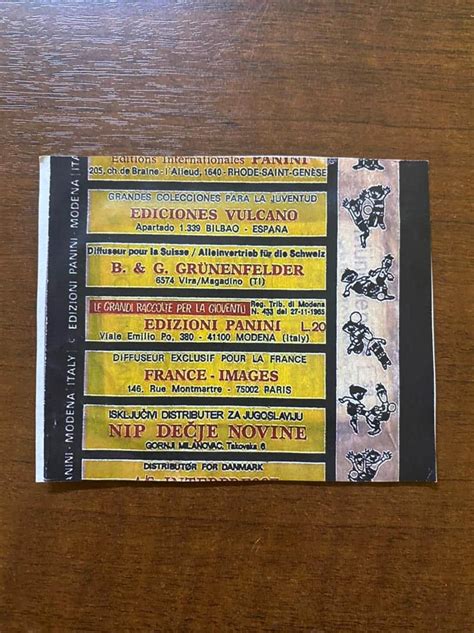 Editions Internationales PANINI
205, ch. de Braine-l'Alleud, 1640 - RHODE-SAINT-GENÈSE
GRANDES COLECCIONES PARA LA JUVENTUD
EDICIONES VULCANO
Apartado 1.339 BILBAO - ESPAÑA
Diffuseur pour la Suisse / Alleinvertrieb für die Schweiz
B. & G. GRÜNENFELDER
6574 Vira/Magadino (TI)
LE GRANDI RACCOLTE PER LA GIOVENTÙ
Reg. Trib. di Modena
N. 433 del 27-11-1965
EDIZIONI PANINI L.20
Viale Emilio Po, 380 - 41100 MODENA (Italy)
DIFFUSEUR EXCLUSIF POUR LA FRANCE
FRANCE - IMAGES
146, Rue Montmartre - 75002 PARIS
ISKLJUČIVI DISTRIBUTER ZA JUGOSLAVIJU
NIP DEČJE NOVINE
GORNJI MILANOVAC, Takovska 6
DISTRIBUTØR FOR DANMARK
A/S INTERPRESSE
PANINI - MODENA (ITALY) © EDIZIONI PANINI - MODENA (ITA